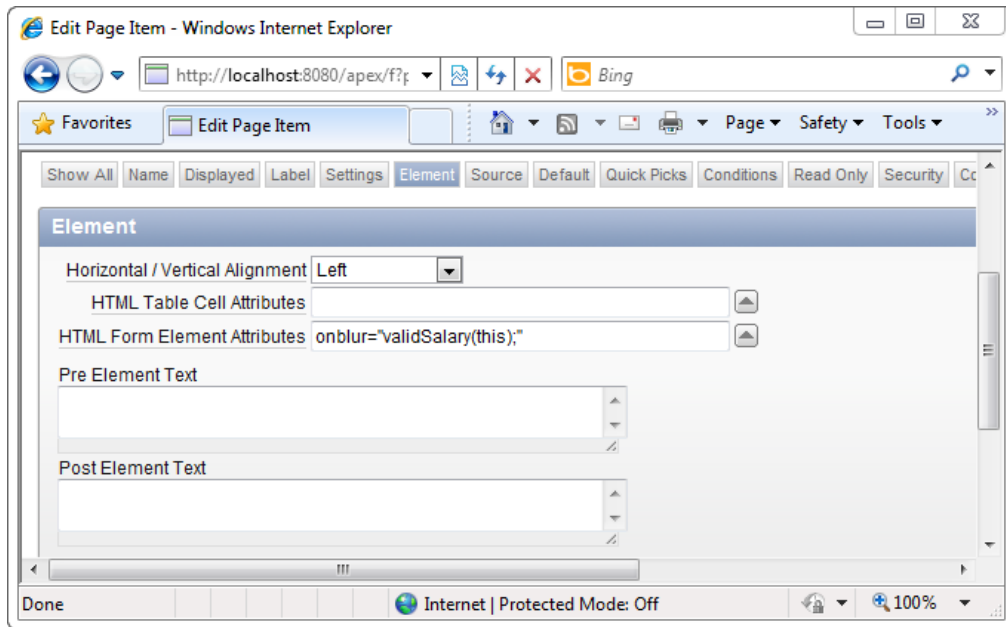 Edit Page Item - Windows Internet Explorer
http://localhost:8080/apex/f?p Bing
Favorites Edit Page Item Page Safety Tools »
Show All Name Displayed Label Settings Element Source Default Quick Picks Conditions Read Only Security Co
Element
Horizontal / Vertical Alignment Left
HTML Table Cell Attributes
HTML Form Element Attributes onblur="validSalary(this);"
Pre Element Text
Post Element Text
Done Internet | Protected Mode: Off 100%